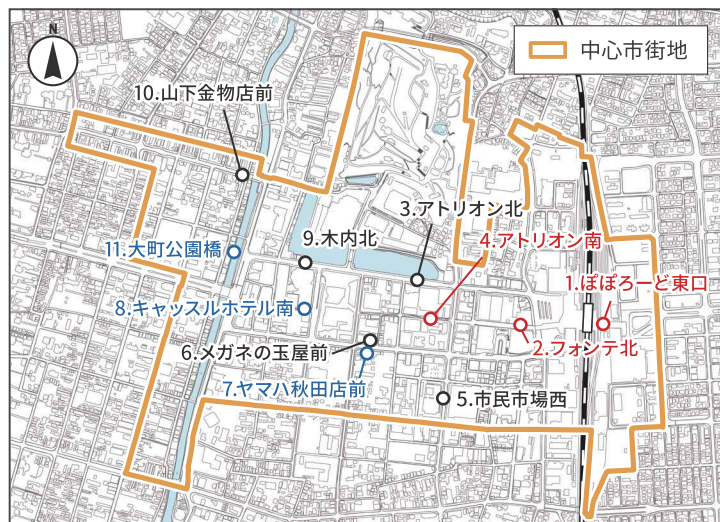 N
中心市街地
10.山下金物店前
3.アトリオン北
4.アトリオン南
9.木内北
11.大町公園橋
1.ぽぽろーど東口
8.キャッスルホテル南
6.メガネの玉屋前
2.フォンテ北
7.ヤマハ秋田店前
5.市民市場西